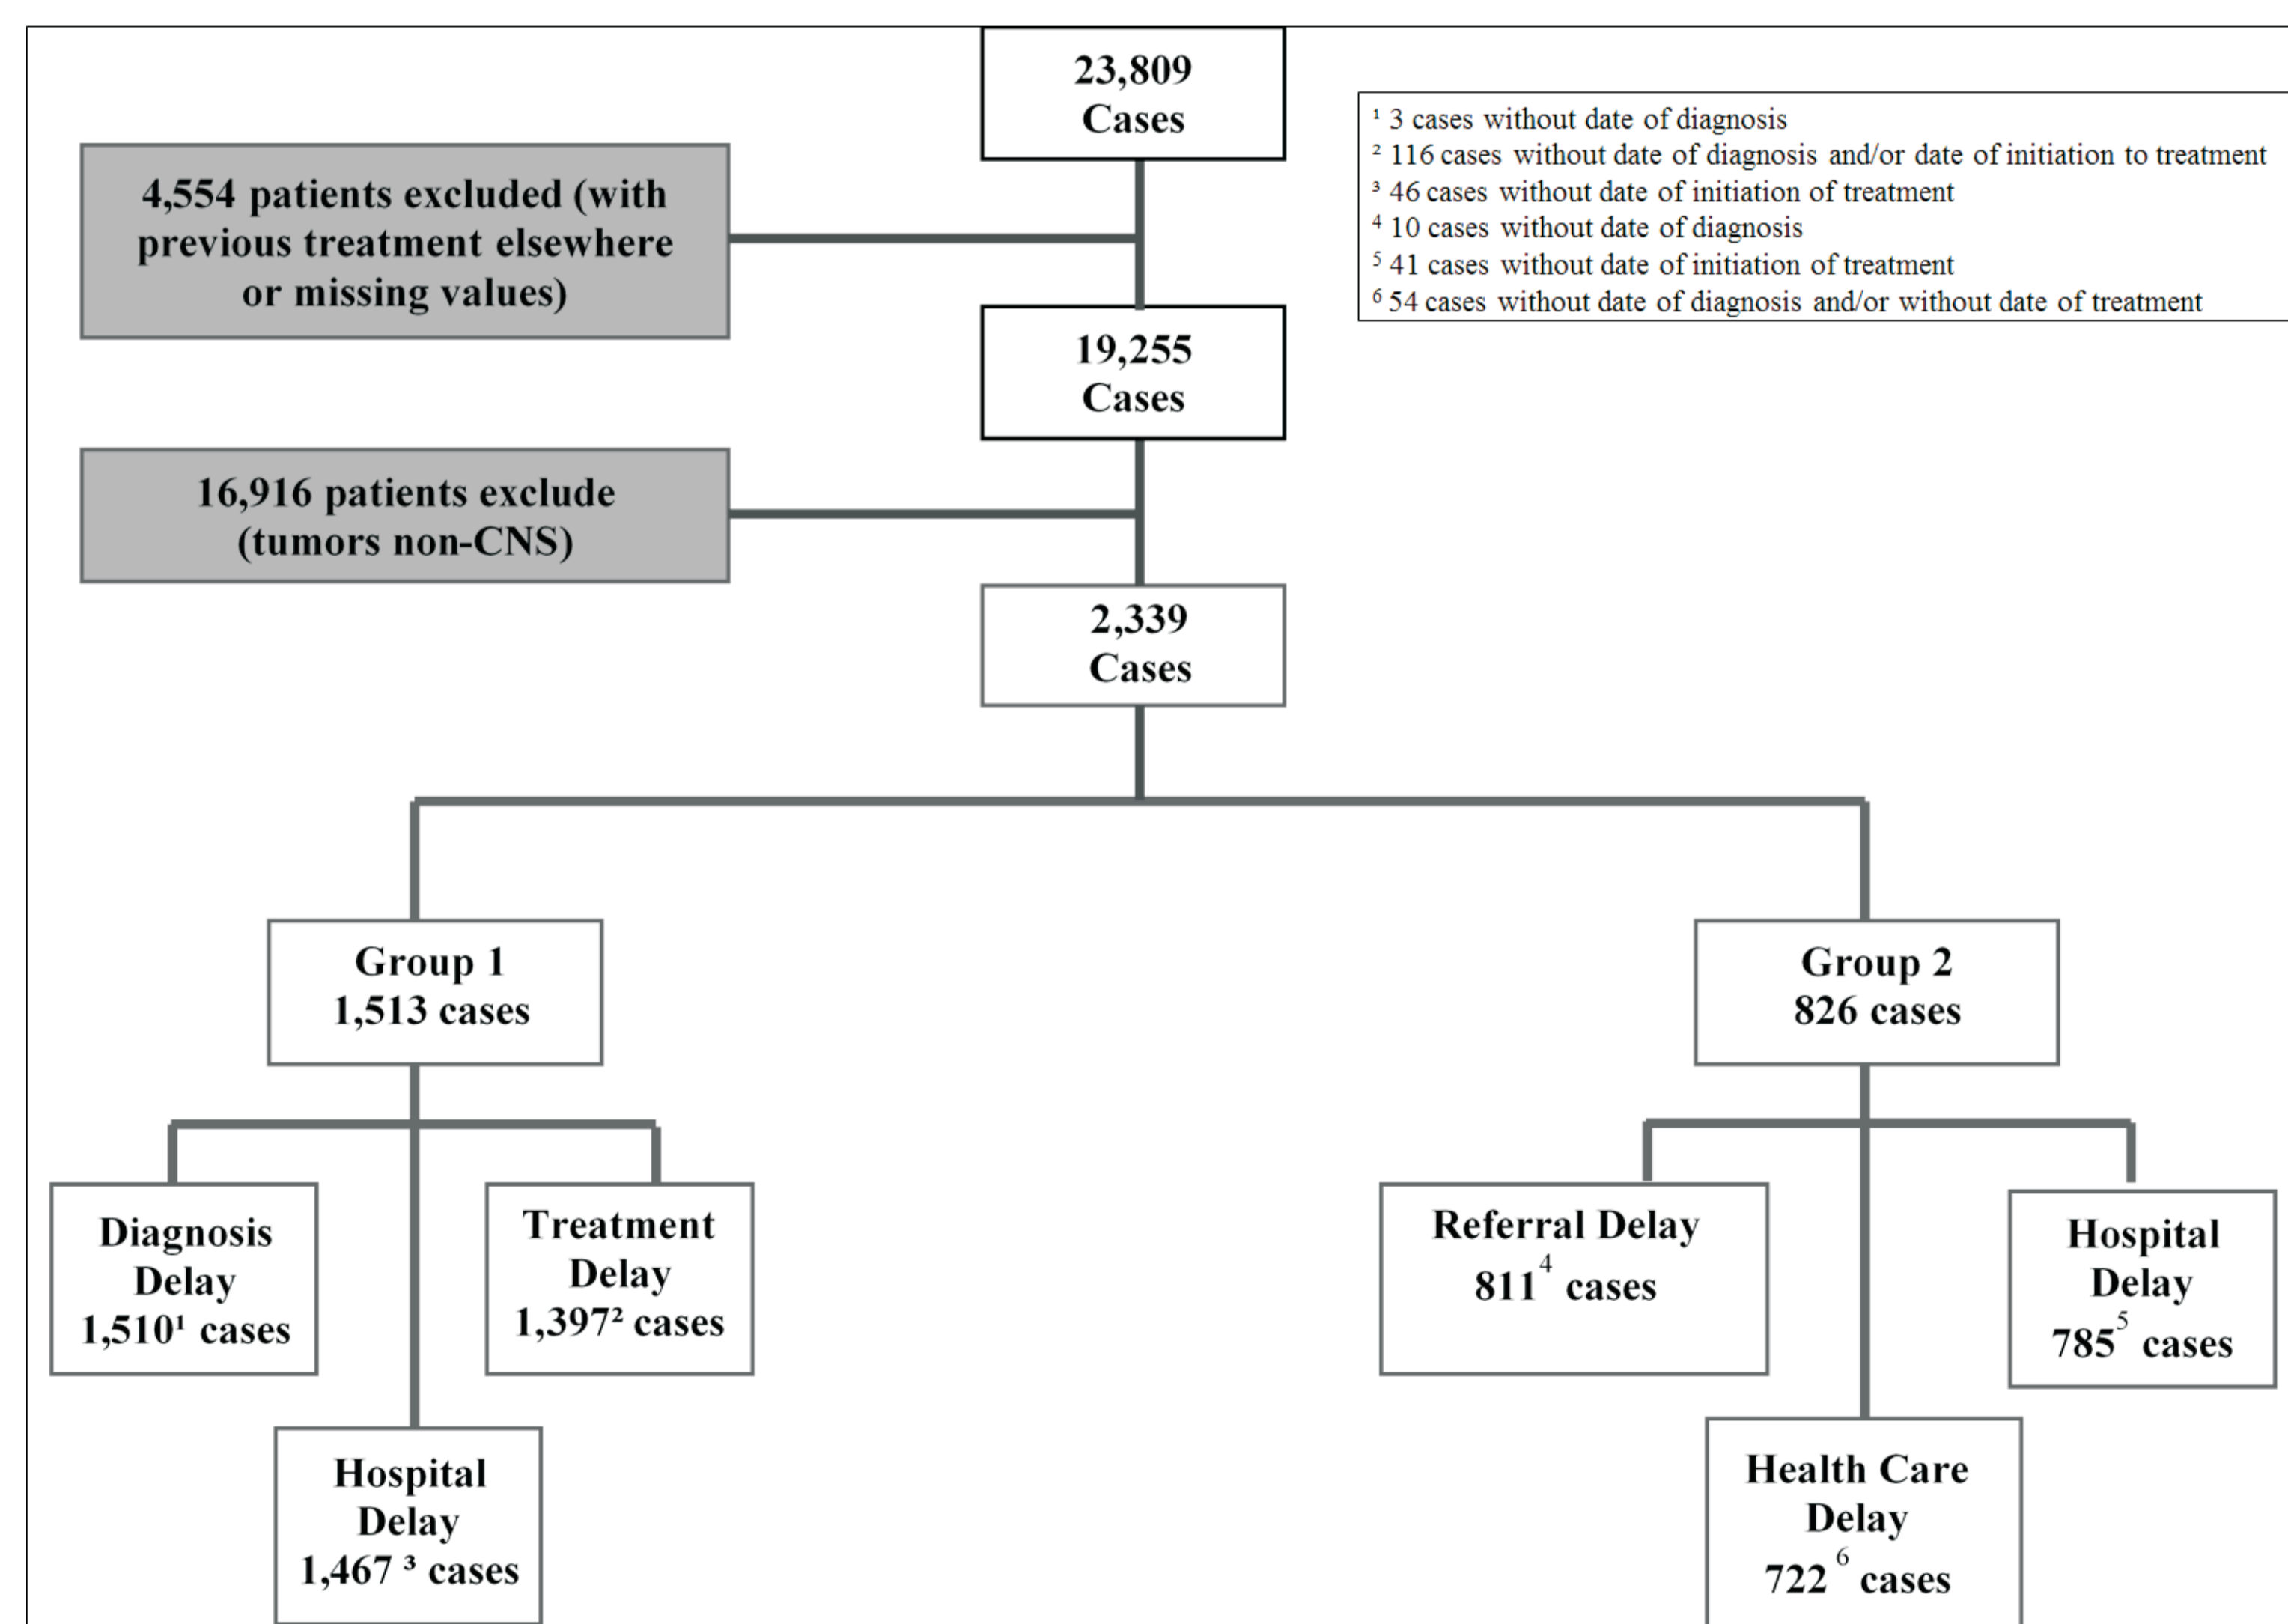 23,809
Cases
¹ 3 cases without date of diagnosis
² 116 cases without date of diagnosis and/or date of initiation to treatment
³ 46 cases without date of initiation of treatment
⁴ 10 cases without date of diagnosis
⁵ 41 cases without date of initiation of treatment
⁶ 54 cases without date of diagnosis and/or without date of treatment
4,554 patients excluded (with
previous treatment elsewhere
or missing values)
19,255
Cases
16,916 patients exclude
(tumors non-CNS)
2,339
Cases
Group 1
1,513 cases
Group 2
826 cases
Diagnosis
Delay
1,510¹ cases
Treatment
Delay
1,397² cases
Hospital
Delay
1,467 ³ cases
Referral Delay
811⁴ cases
Hospital
Delay
785⁵ cases
Health Care
Delay
722 ⁶ cases